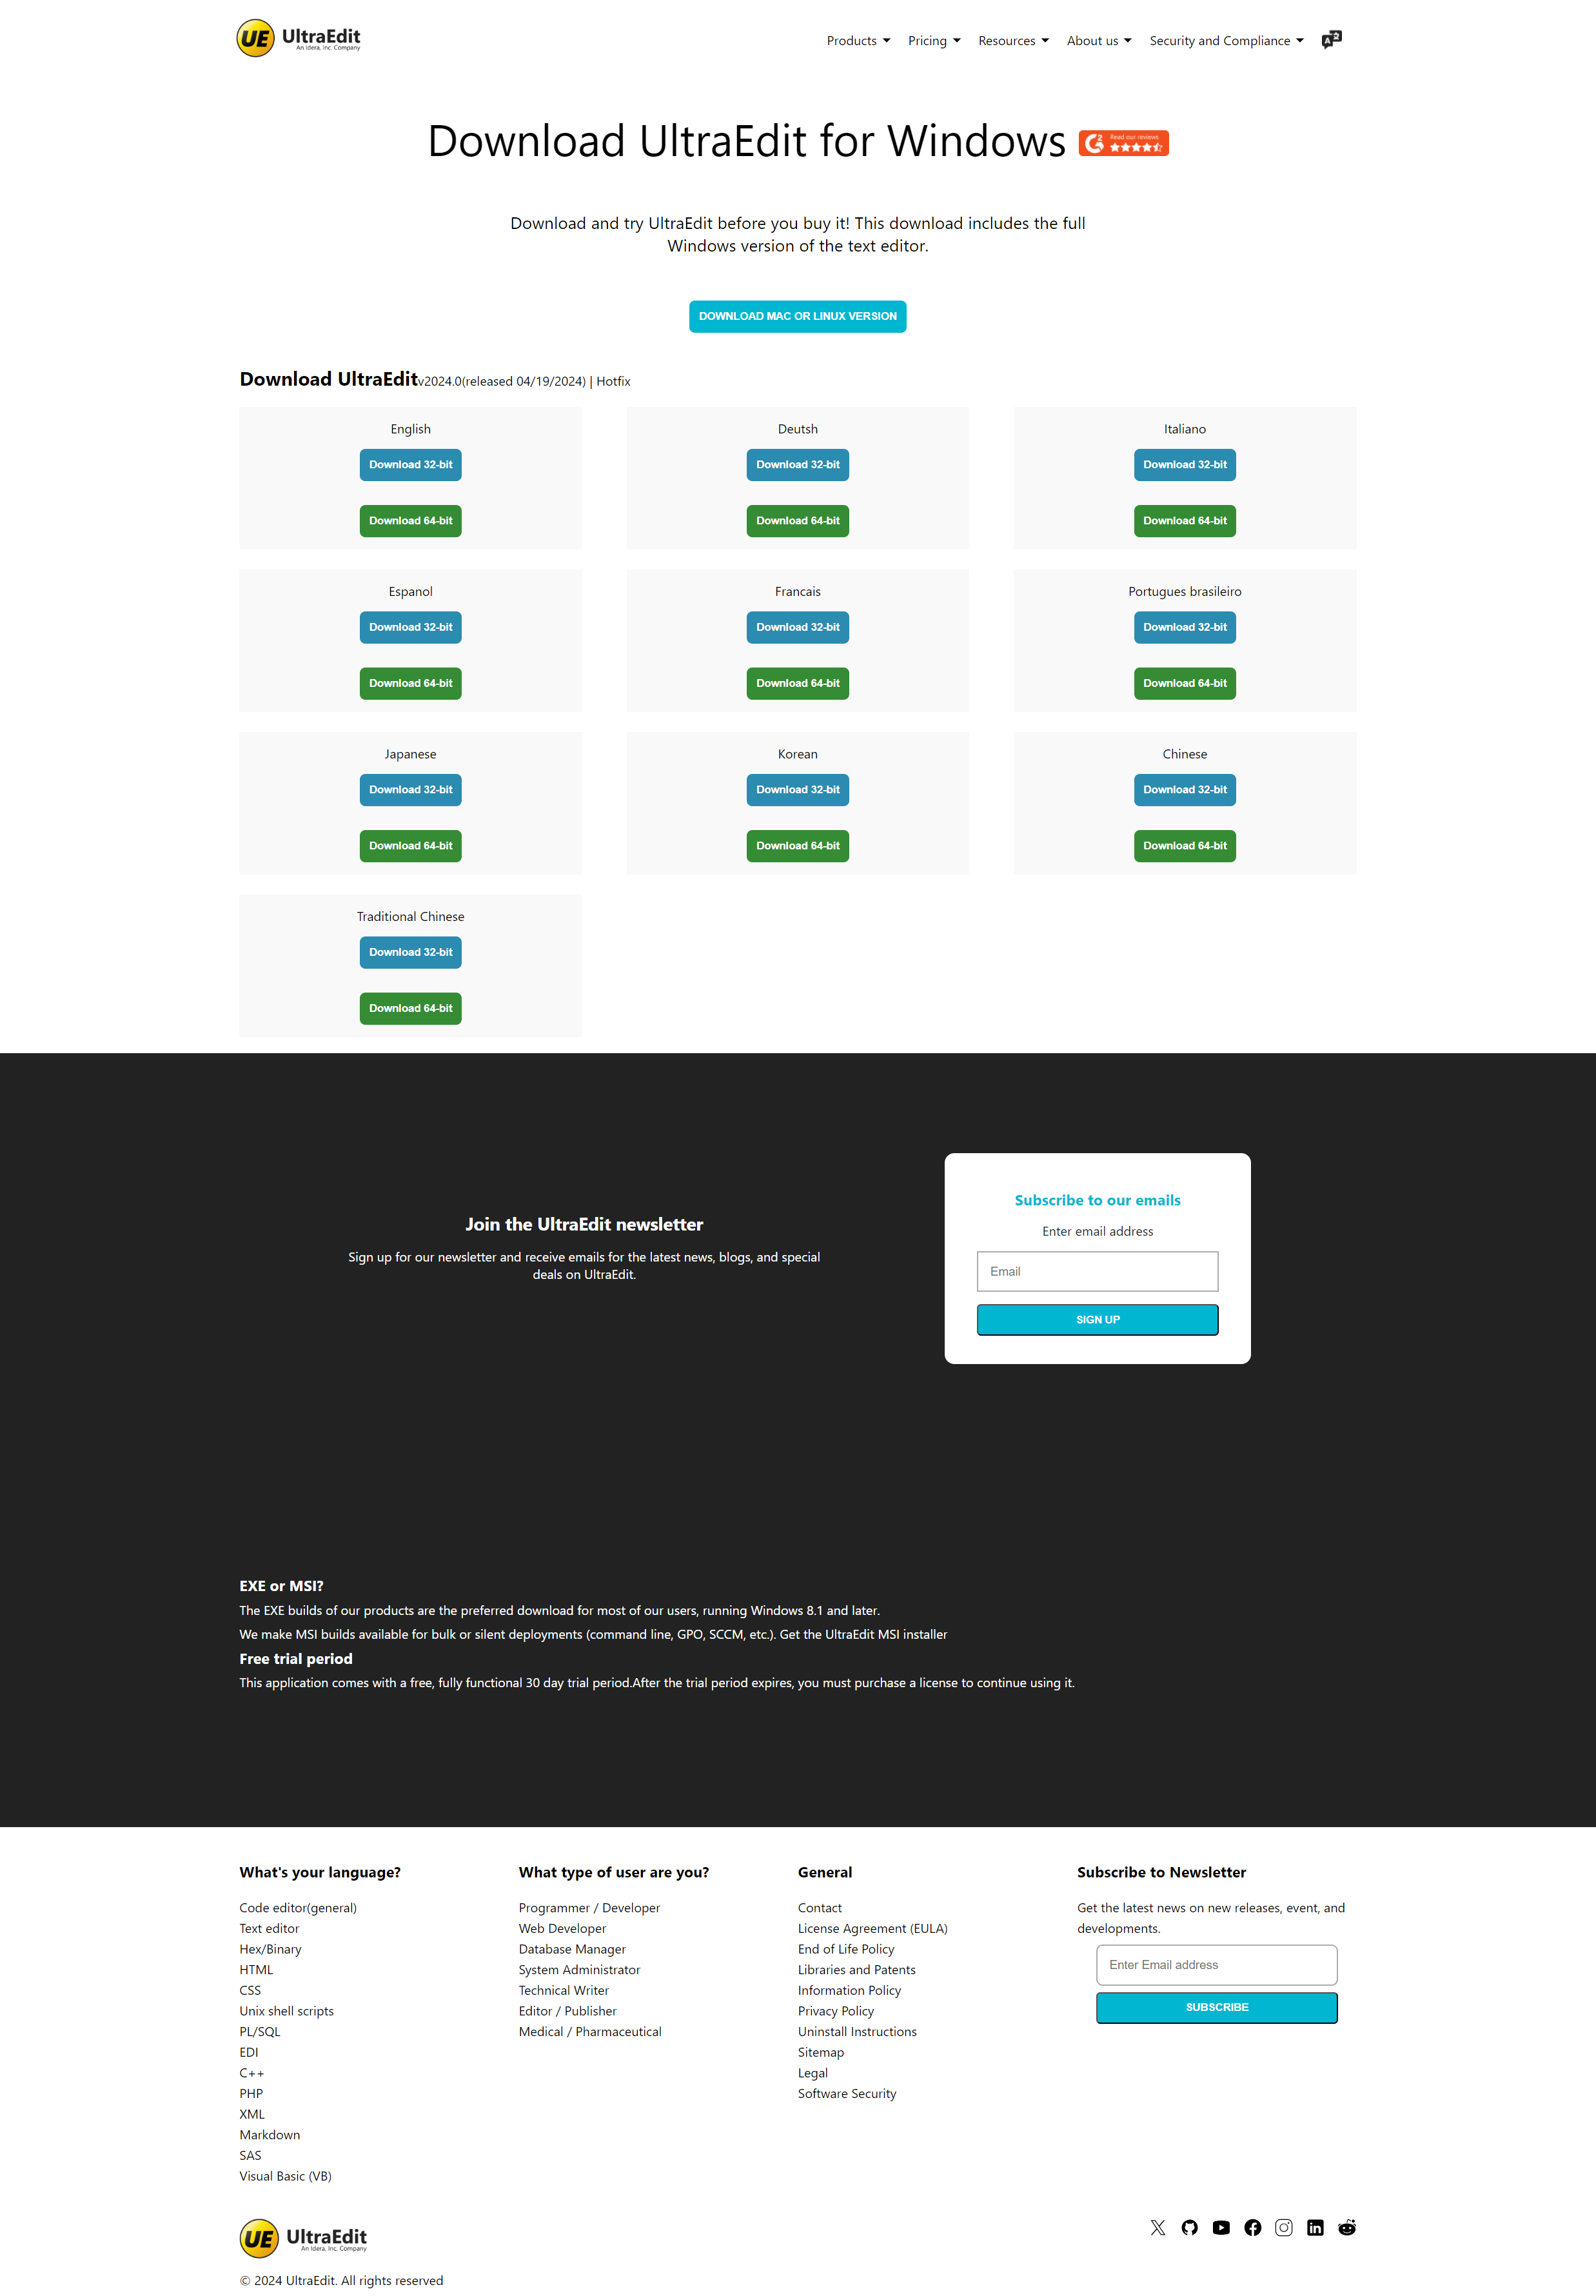 UE UltraEdit
An Idera, Inc. Company
Products Pricing Resources About us Security and Compliance
Download UltraEdit for Windows
Read our reviews
Download and try UltraEdit before you buy it! This download includes the full
Windows version of the text editor.
DOWNLOAD MAC OR LINUX VERSION
Download UltraEditv2024.0(released 04/19/2024) | Hotfix
English
Download 32-bit
Download 64-bit
Deutsh
Download 32-bit
Download 64-bit
Italiano
Download 32-bit
Download 64-bit
Espanol
Download 32-bit
Download 64-bit
Francais
Download 32-bit
Download 64-bit
Portugues brasileiro
Download 32-bit
Download 64-bit
Japanese
Download 32-bit
Download 64-bit
Korean
Download 32-bit
Download 64-bit
Chinese
Download 32-bit
Download 64-bit
Traditional Chinese
Download 32-bit
Download 64-bit
Join the UltraEdit newsletter
Sign up for our newsletter and receive emails for the latest news, blogs, and special
deals on UltraEdit.
Subscribe to our emails
Enter email address
Email
SIGN UP
EXE or MSI?
The EXE builds of our products are the preferred download for most of our users, running Windows 8.1 and later.
We make MSI builds available for bulk or silent deployments (command line, GPO, SCCM, etc.). Get the UltraEdit MSI installer
Free trial period
This application comes with a free, fully functional 30 day trial period.After the trial period expires, you must purchase a license to continue using it.
What's your language?
Code editor(general)
Text editor
Hex/Binary
HTML
CSS
Unix shell scripts
PL/SQL
EDI
C++
PHP
XML
Markdown
SAS
Visual Basic (VB)
What type of user are you?
Programmer / Developer
Web Developer
Database Manager
System Administrator
Technical Writer
Editor / Publisher
Medical / Pharmaceutical
General
Contact
License Agreement (EULA)
End of Life Policy
Libraries and Patents
Information Policy
Privacy Policy
Uninstall Instructions
Sitemap
Legal
Software Security
Subscribe to Newsletter
Get the latest news on new releases, event, and
developments.
Enter Email address
SUBSCRIBE
UE UltraEdit
An Idera, Inc. Company
© 2024 UltraEdit. All rights reserved